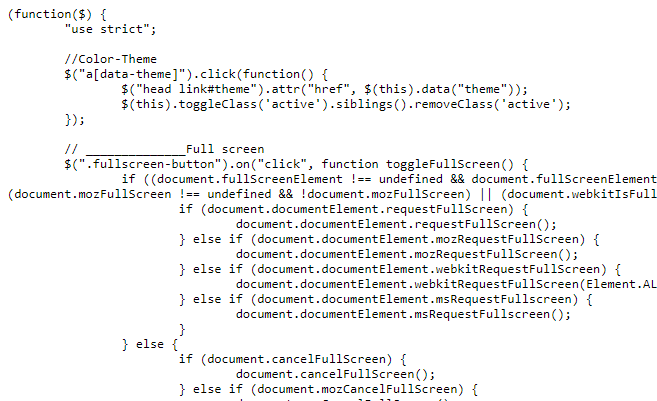 (function($) {
"use strict";
//Color-Theme
$("a[data-theme]").click(function() {
$("head link#theme").attr("href", $(this).data("theme"));
$(this).toggleClass('active').siblings().removeClass('active');
});
// ______________Full screen
$(".fullscreen-button").on("click", function toggleFullScreen() {
if ((document.fullScreenElement !== undefined && document.fullScreenElement
(document.mozFullScreen !== undefined && !document.mozFullScreen) || (document.webkitIsFull
if (document.documentElement.requestFullScreen) {
document.documentElement.requestFullScreen();
} else if (document.documentElement.mozRequestFullScreen) {
document.documentElement.mozRequestFullScreen();
} else if (document.documentElement.webkitRequestFullScreen) {
document.documentElement.webkitRequestFullScreen(Element.AL
} else if (document.documentElement.msRequestFullscreen) {
document.documentElement.msRequestFullscreen();
}
} else {
if (document.cancelFullScreen) {
document.cancelFullScreen();
} else if (document.mozCancelFullScreen) {